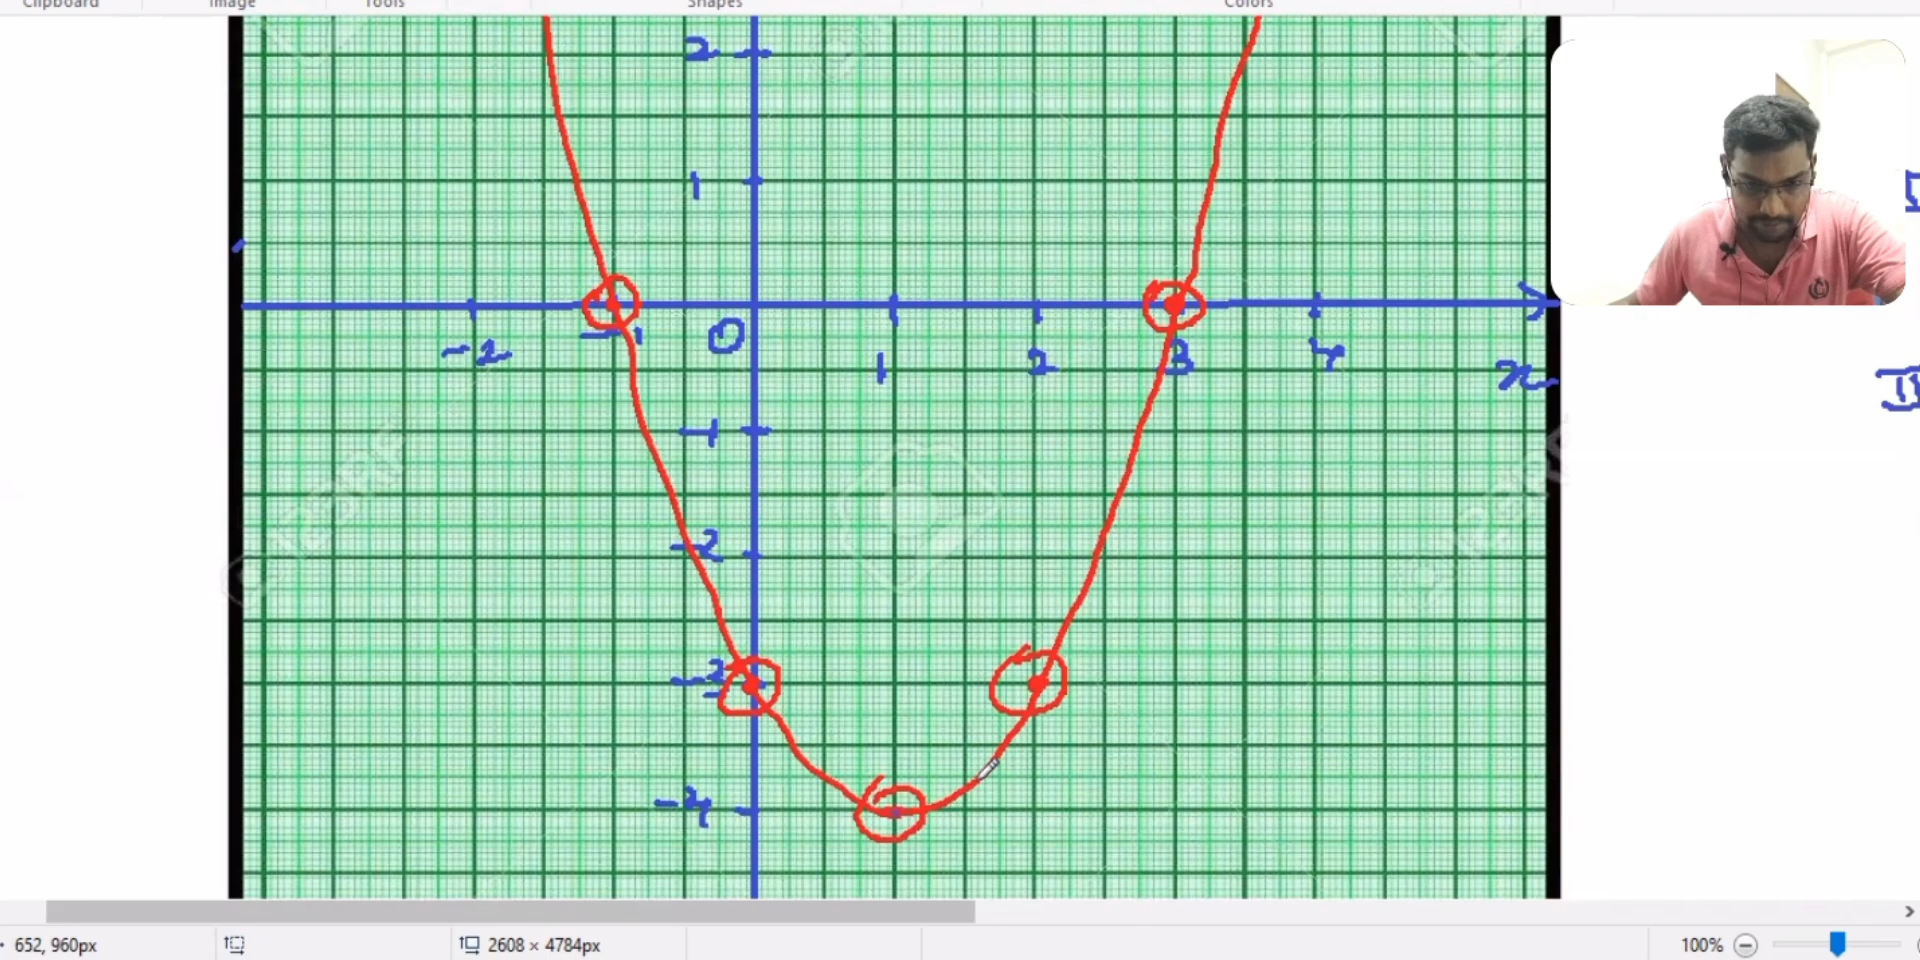 Clipboard Image Tools Shapes Colors
2
1
-2 -1 0 1 2 3 4 x
-1
-2
-3
-4
652, 960px 2608 × 4784px 100%